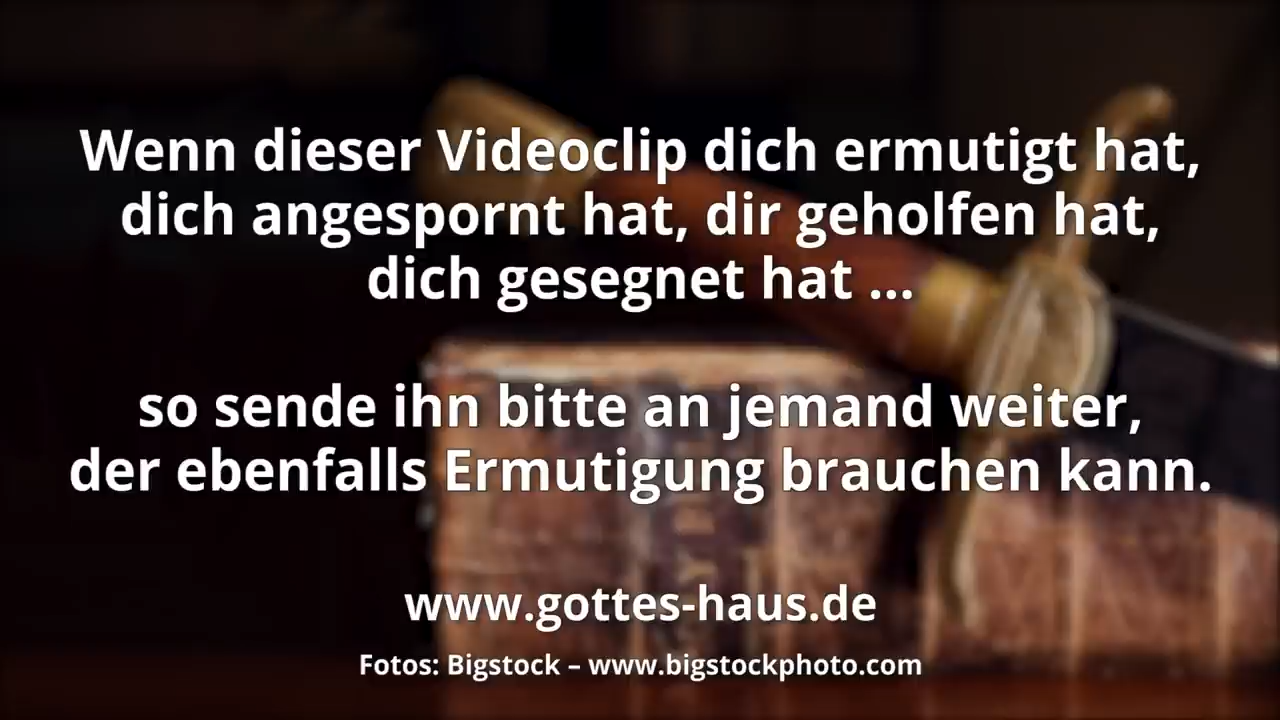 Wenn dieser Videoclip dich ermutigt hat,
dich angespornt hat, dir geholfen hat,
dich gesegnet hat ...
so sende ihn bitte an jemand weiter,
der ebenfalls Ermutigung brauchen kann.
www.gottes-haus.de
Fotos: Bigstock – www.bigstockphoto.com